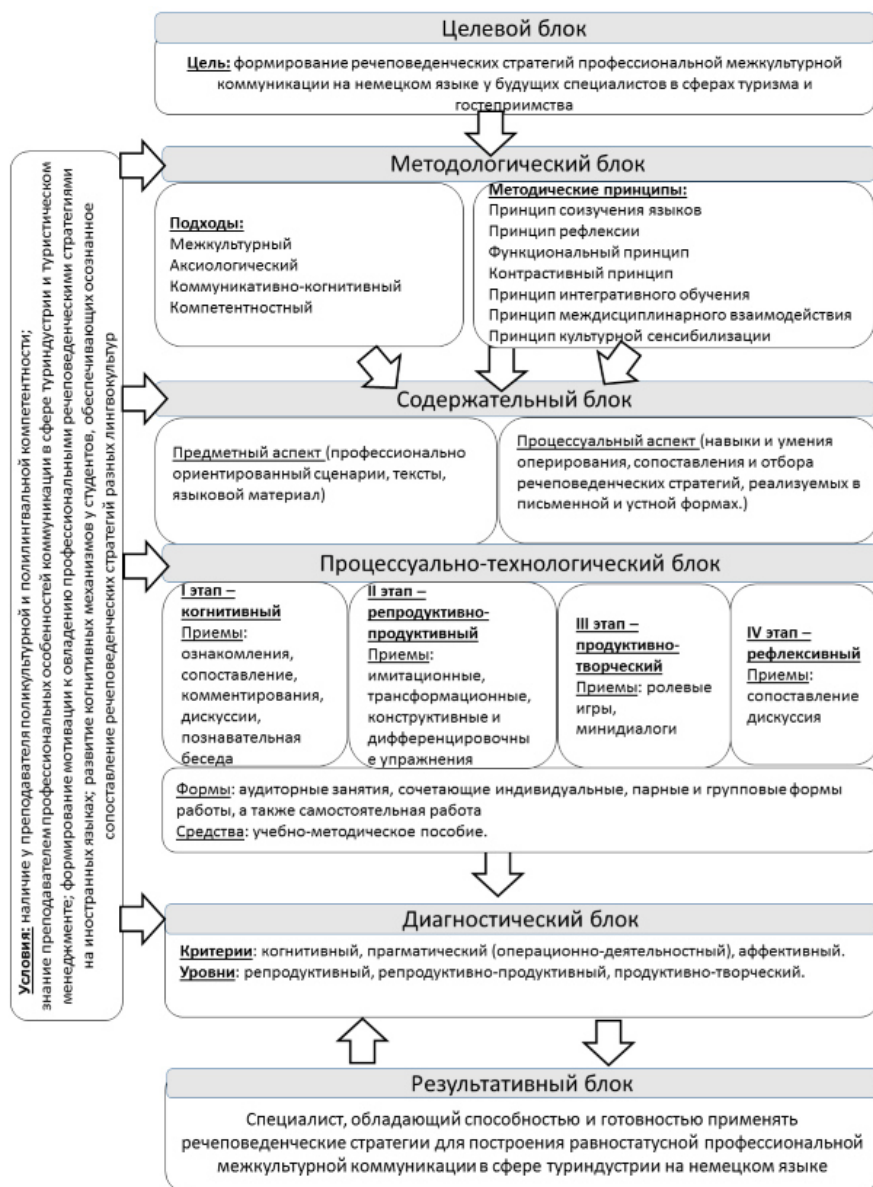 Целевой блок
Цель: формирование речеповеденческих стратегий профессиональной межкультурной
коммуникации на немецком языке у будущих специалистов в сферах туризма и
гостеприимства
Условия: наличие у преподавателя поликультурной и полилингвальной компетентности;
знание преподавателем профессиональных особенностей коммуникации в сфере туриндустрии и туристическом
менеджменте; формирование мотивации к овладению профессиональными речеповеденческими стратегиями
на иностранных языках; развитие когнитивных механизмов у студентов, обеспечивающих осознанное
сопоставление речеповеденческих стратегий разных лингвокультур
Методологический блок
Подходы:
Межкультурный
Аксиологический
Коммуникативно-когнитивный
Компетентностный
Методические принципы:
Принцип соизучения языков
Принцип рефлексии
Функциональный принцип
Контрастивный принцип
Принцип интегративного обучения
Принцип междисциплинарного взаимодействия
Принцип культурной сенсибилизации
Содержательный блок
Предметный аспект (профессионально
ориентированный сценарии, тексты,
языковой материал)
Процессуальный аспект (навыки и умения
оперирования, сопоставления и отбора
речеповеденческих стратегий, реализуемых в
письменной и устной формах.)
Процессуально-технологический блок
I этап –
когнитивный
Приемы:
ознакомления,
сопоставление,
комментирования,
дискуссии,
познавательная
беседа
II этап –
репродуктивно-
продуктивный
Приемы:
имитационные,
трансформационные,
конструктивные и
дифференцировочны
е упражнения
III этап –
продуктивно-
творческий
Приемы: ролевые
игры,
минидиалоги
IV этап –
рефлексивный
Приемы:
сопоставление
дискуссия
Формы: аудиторные занятия, сочетающие индивидуальные, парные и групповые формы
работы, а также самостоятельная работа
Средства: учебно-методическое пособие.
Диагностический блок
Критерии: когнитивный, прагматический (операционно-деятельностный), аффективный.
Уровни: репродуктивный, репродуктивно-продуктивный, продуктивно-творческий.
Результативный блок
Специалист, обладающий способностью и готовностью применять
речеповеденческие стратегии для построения равностатусной профессиональной
межкультурной коммуникации в сфере туриндустрии на немецком языке